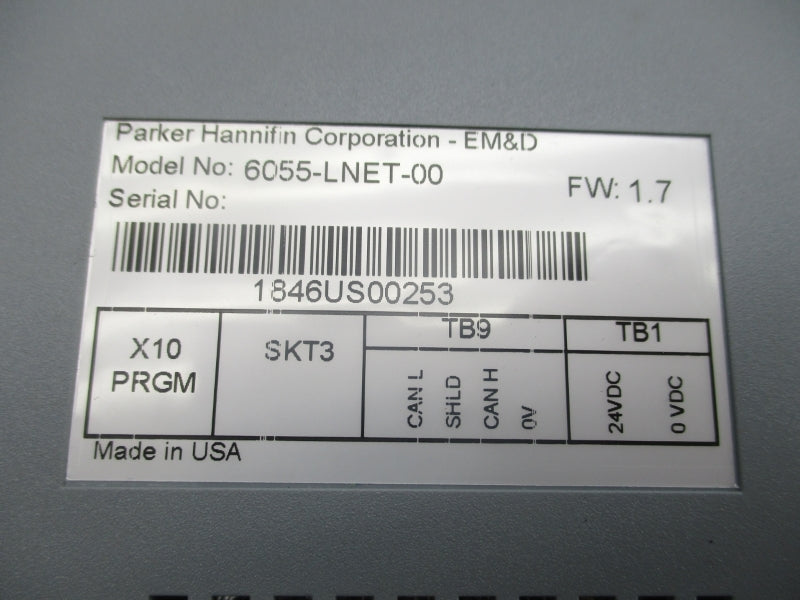 Parker Hannifin Corporation - EM&D
Model No: 6055-LNET-00
FW: 1.7
Serial No:
1846US00253
X10
PRGM
SKT3
TB9
CAN L
SHLD
CAN H
0V
TB1
24VDC
0 VDC
Made in USA